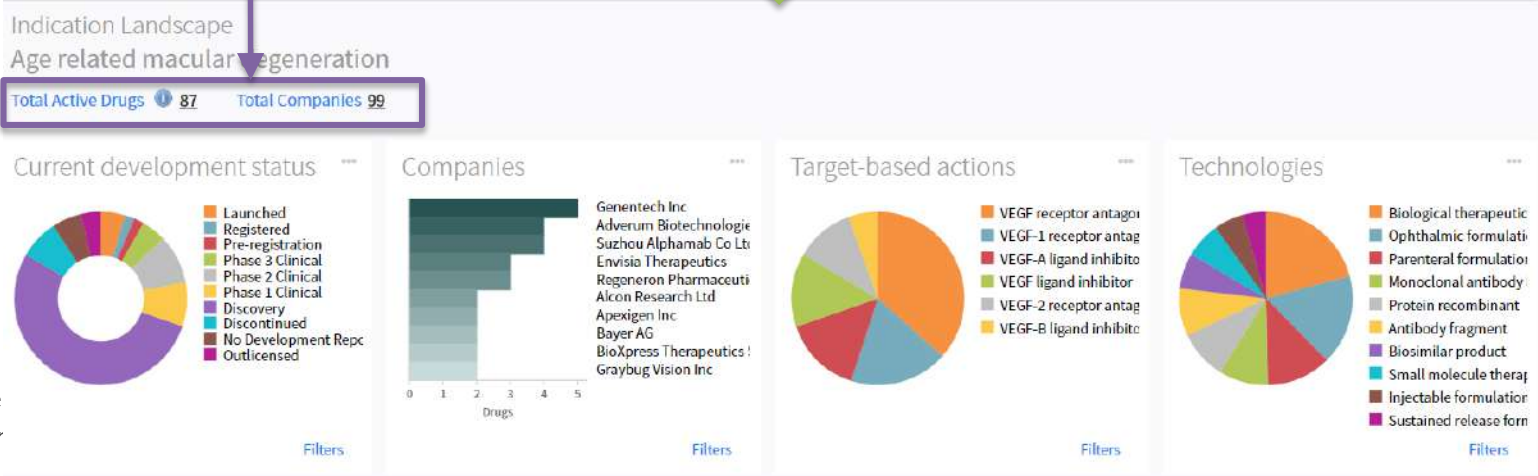 Indication Landscape
Age related macular degeneration
Total Active Drugs 87 Total Companies 99
Current development status
Launched
Registered
Pre-registration
Phase 3 Clinical
Phase 2 Clinical
Phase 1 Clinical
Discovery
Discontinued
No Development Repo
Outlicensed
Filters
Companies
Genentech Inc
Adverum Biotechnologie
Suzhou Alphamab Co Ltd
Envisia Therapeutics
Regeneron Pharmaceuti
Alcon Research Ltd
Apexigen Inc
Bayer AG
BioXpress Therapeutics
Graybug Vision Inc
0 1 2 3 4 5
Drugs
Filters
Target-based actions
VEGF receptor antagon
VEGF-1 receptor antag
VEGF-A ligand inhibito
VEGF ligand inhibitor
VEGF-2 receptor antag
VEGF-B ligand inhibito
Filters
Technologies
Biological therapeutic
Ophthalmic formulati
Parenteral formulation
Monoclonal antibody
Protein recombinant
Antibody fragment
Biosimilar product
Small molecule therap
Injectable formulation
Sustained release form
Filters